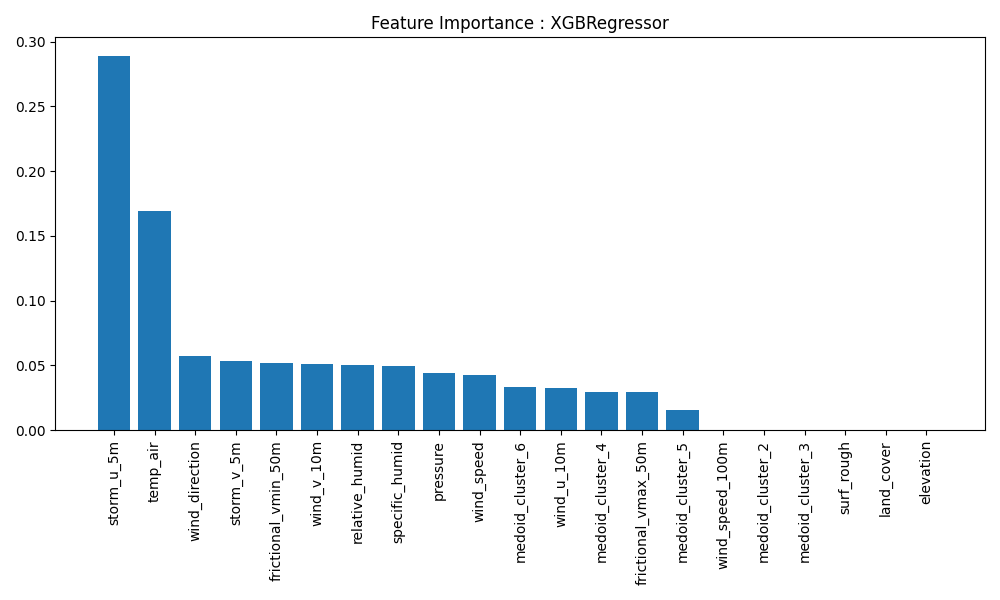 Feature Importance : XGBRegressor
0.30
0.25
0.20
0.15
0.10
0.05
0.00
storm_u_5m
temp_air
wind_direction
storm_v_5m
frictional_vmin_50m
wind_v_10m
relative_humid
specific_humid
pressure
wind_speed
medoid_cluster_6
wind_u_10m
medoid_cluster_4
frictional_vmax_50m
medoid_cluster_5
wind_speed_100m
medoid_cluster_2
medoid_cluster_3
surf_rough
land_cover
elevation